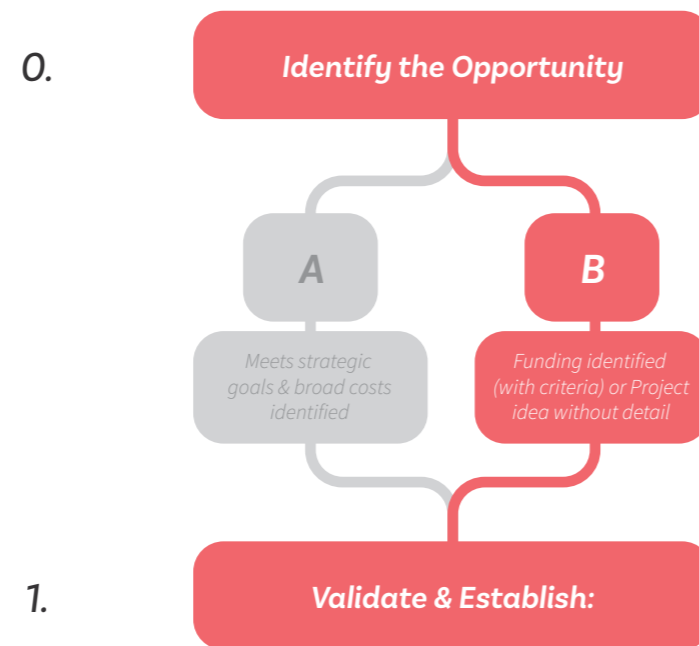 0.
Identify the Opportunity
A
B
Meets strategic
goals & broad costs
identified
Funding identified
(with criteria) or Project
idea without detail
1.
Validate & Establish: